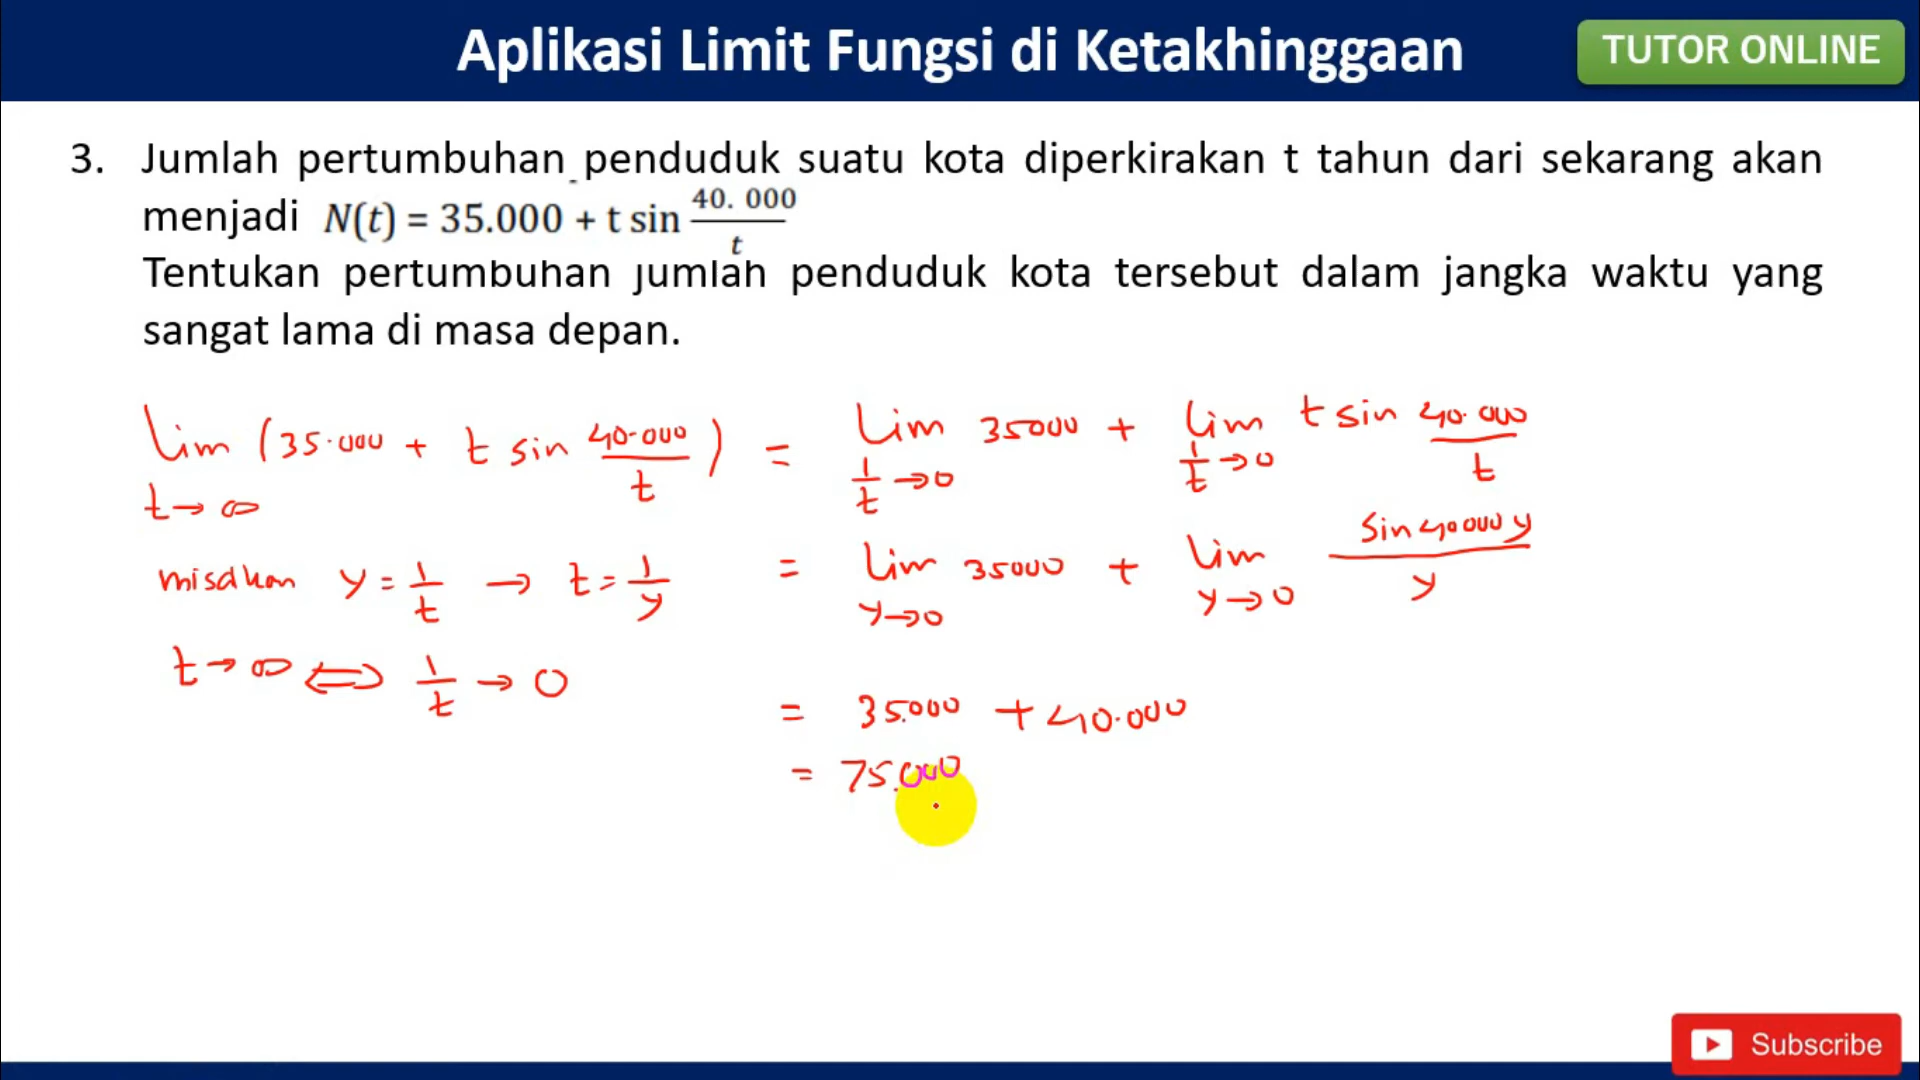 Aplikasi Limit Fungsi di Ketakhinggaan
TUTOR ONLINE
3. Jumlah pertumbuhan penduduk suatu kota diperkirakan t tahun dari sekarang akan
menjadi N(t) = 35.000 + t sin 40. 000 / t
Tentukan pertumbuhan jumlah penduduk kota tersebut dalam jangka waktu yang
sangat lama di masa depan.
lim t→∞ (35.000 + t sin 40.000 / t) = lim 1/t→0 35000 + lim 1/t→0 t sin 40.000 / t
misalkan y = 1/t → t = 1/y = lim y→0 35000 + lim y→0 sin 40000 y / y
t→∞ ⇔ 1/t → 0
= 35.000 + 40.000
= 75.000
Subscribe